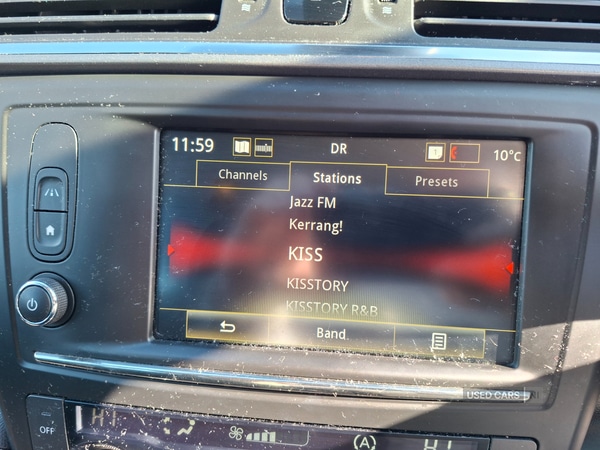 11:59
DR
1
10°C
Channels
Stations
Presets
Jazz FM
Kerrang!
KISS
KISSTORY
KISSTORY R&B
Band
USED CARS
OFF
HI
A
HI